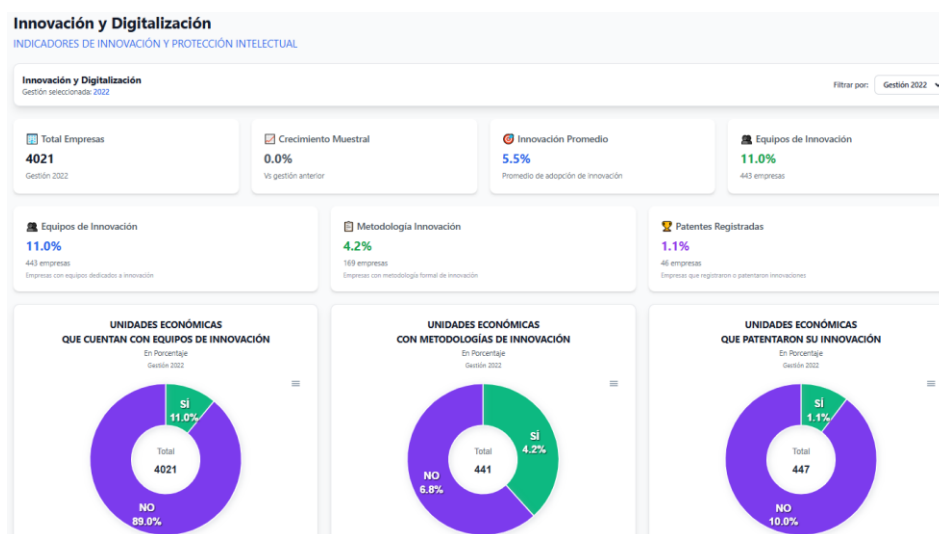 Innovación y Digitalización
INDICADORES DE INNOVACIÓN Y PROTECCIÓN INTELECTUAL
Innovación y Digitalización
Gestión seleccionada: 2022
Filtrar por:
Gestión 2022
Total Empresas
4021
Gestión 2022
Crecimiento Muestral
0.0%
Vs gestión anterior
Innovación Promedio
5.5%
Promedio de adopción de innovación
Equipos de Innovación
11.0%
443 empresas
Equipos de Innovación
11.0%
443 empresas
Empresas con equipos dedicados a innovación
Metodología Innovación
4.2%
169 empresas
Empresas con metodología formal de innovación
Patentes Registradas
1.1%
46 empresas
Empresas que registraron o patentaron innovaciones
UNIDADES ECONÓMICAS
QUE CUENTAN CON EQUIPOS DE INNOVACIÓN
En Porcentaje
Gestión 2022
SÍ
11.0%
Total
4021
NO
89.0%
UNIDADES ECONÓMICAS
CON METODOLOGÍAS DE INNOVACIÓN
En Porcentaje
Gestión 2022
SÍ
4.2%
Total
441
NO
6.8%
UNIDADES ECONÓMICAS
QUE PATENTARON SU INNOVACIÓN
En Porcentaje
Gestión 2022
SÍ
1.1%
Total
447
NO
10.0%